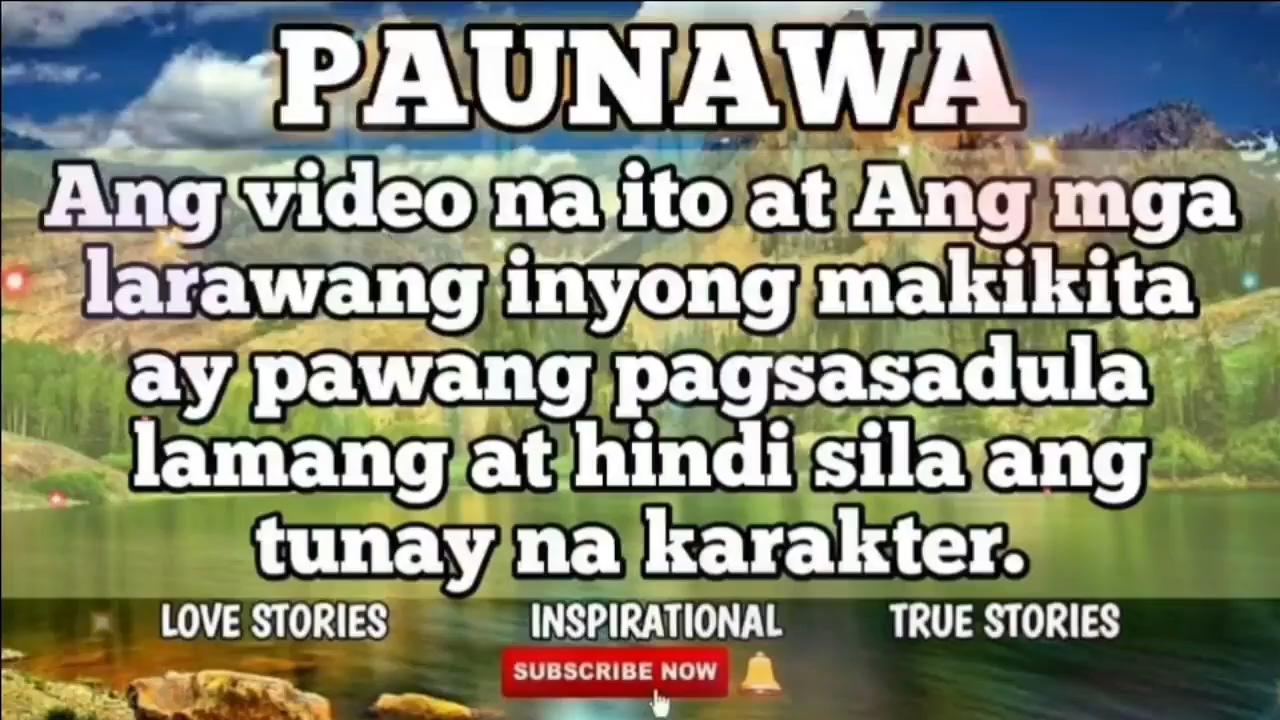 PAUNAWA
Ang video na ito at Ang mga
larawang inyong makikita
ay pawang pagsasadula
lamang at hindi sila ang
tunay na karakter.
LOVE STORIES INSPIRATIONAL TRUE STORIES
SUBSCRIBE NOW